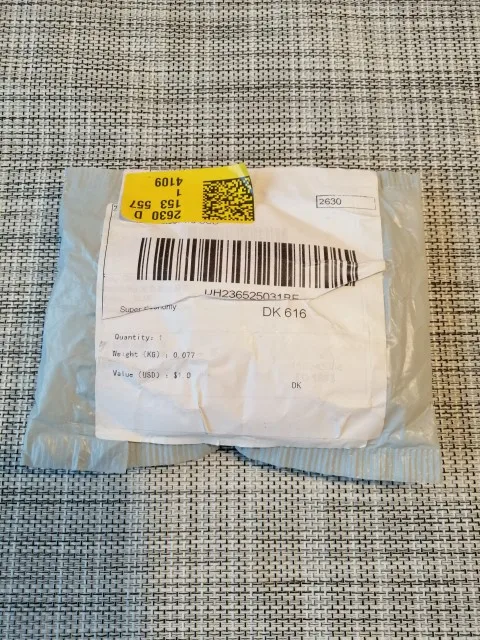 2630 D
153 557
1
4109
2630
UH236525031BE
Super Economy
DK 616
Quantity:
Weight (KG) : 0.077
Value (USD) : $1.0
DK